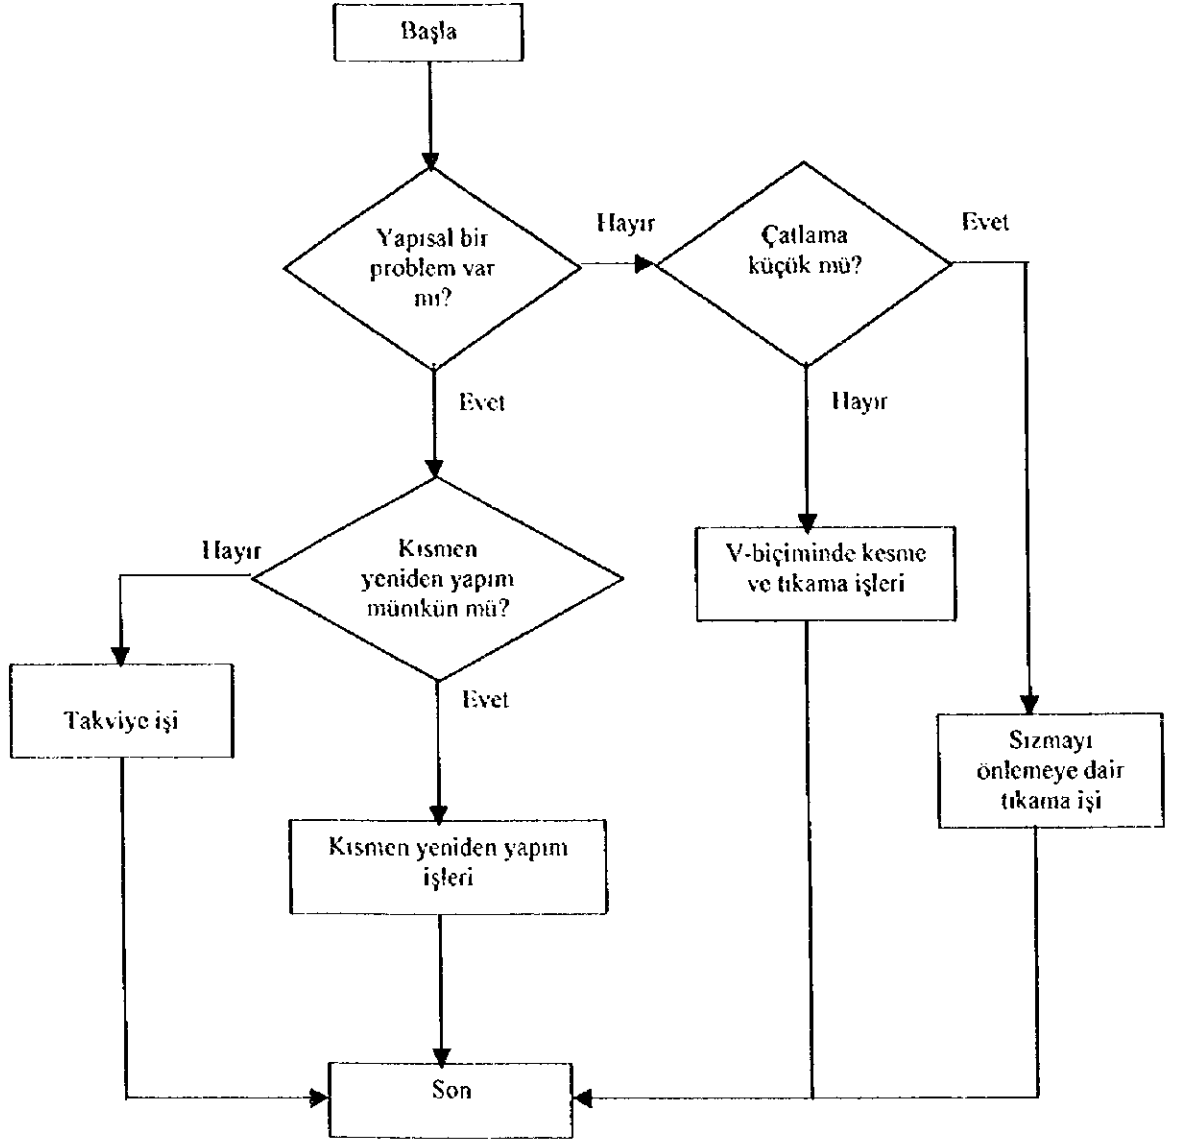 Başla
Yapısal bir
problem var
mı?
Hayır
Çatlama
küçük mü?
Evet
Evet
Hayır
Hayır
Kısmen
yeniden yapım
mümkün mü?
V-biçiminde kesme
ve tıkama işleri
Takviye işi
Evet
Sızmayı
önlemeye dair
tıkama işi
Kısmen yeniden yapım
işleri
Son